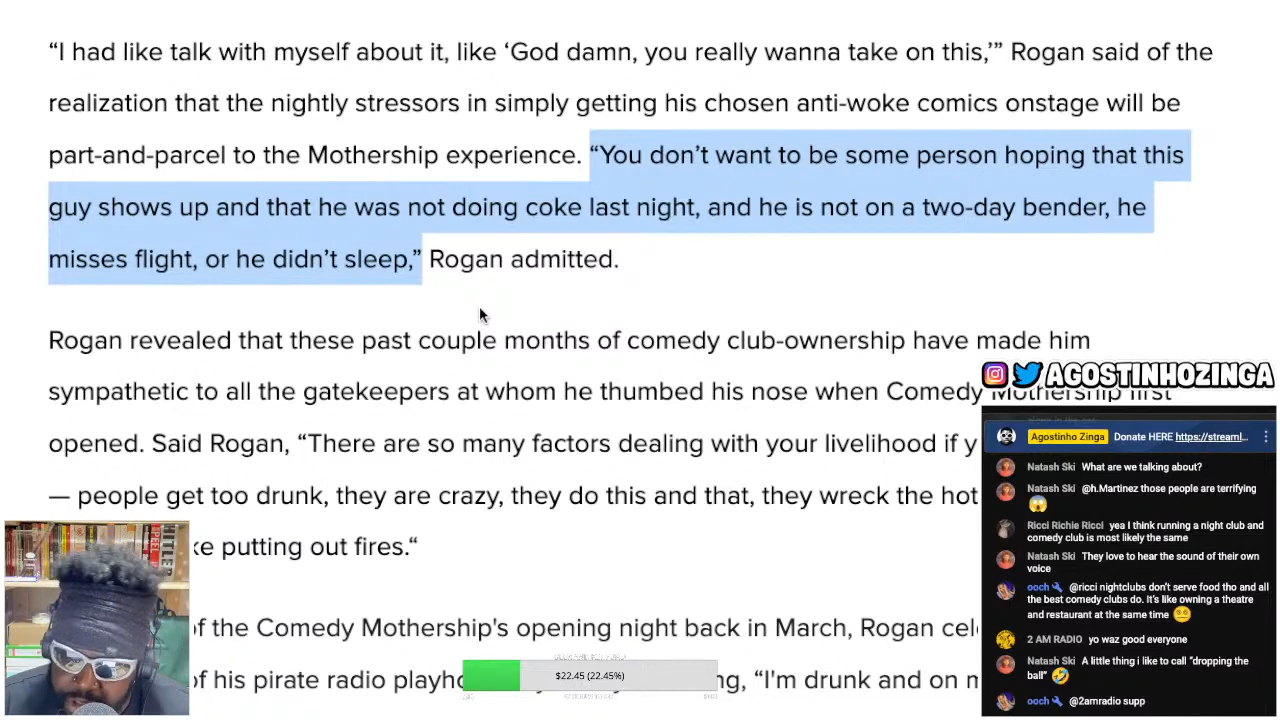 “I had like talk with myself about it, like ‘God damn, you really wanna take on this,’” Rogan said of the
realization that the nightly stressors in simply getting his chosen anti-woke comics onstage will be
part-and-parcel to the Mothership experience. “You don’t want to be some person hoping that this
guy shows up and that he was not doing coke last night, and he is not on a two-day bender, he
misses flight, or he didn’t sleep,” Rogan admitted.
Rogan revealed that these past couple months of comedy club-ownership have made him
sympathetic to all the gatekeepers at whom he thumbed his nose when Comedy Mothership first
opened. Said Rogan, “There are so many factors dealing with your livelihood if y
— people get too drunk, they are crazy, they do this and that, they wreck the hot
ke putting out fires.“
of the Comedy Mothership's opening night back in March, Rogan cel
of his pirate radio playho
ng, “I'm drunk and on m
$22.45 (22.45%)
AGOSTINHOZINGA
Agostinho Zinga Donate HERE https://streaml...
Natash Ski What are we talking about?
Natash Ski @h.Martinez those people are terrifying
😱
Ricci Richie Ricci yea I think running a night club and
comedy club is most likely the same
Natash Ski They love to hear the sound of their own
voice
ooch @ricci nightclubs don’t serve food tho and all
the best comedy clubs do. It’s like owning a theatre
and restaurant at the same time 😵‍💫
2 AM RADIO yo waz good everyone
Natash Ski A little thing i like to call “dropping the
ball” 🤣
ooch @2amradio supp